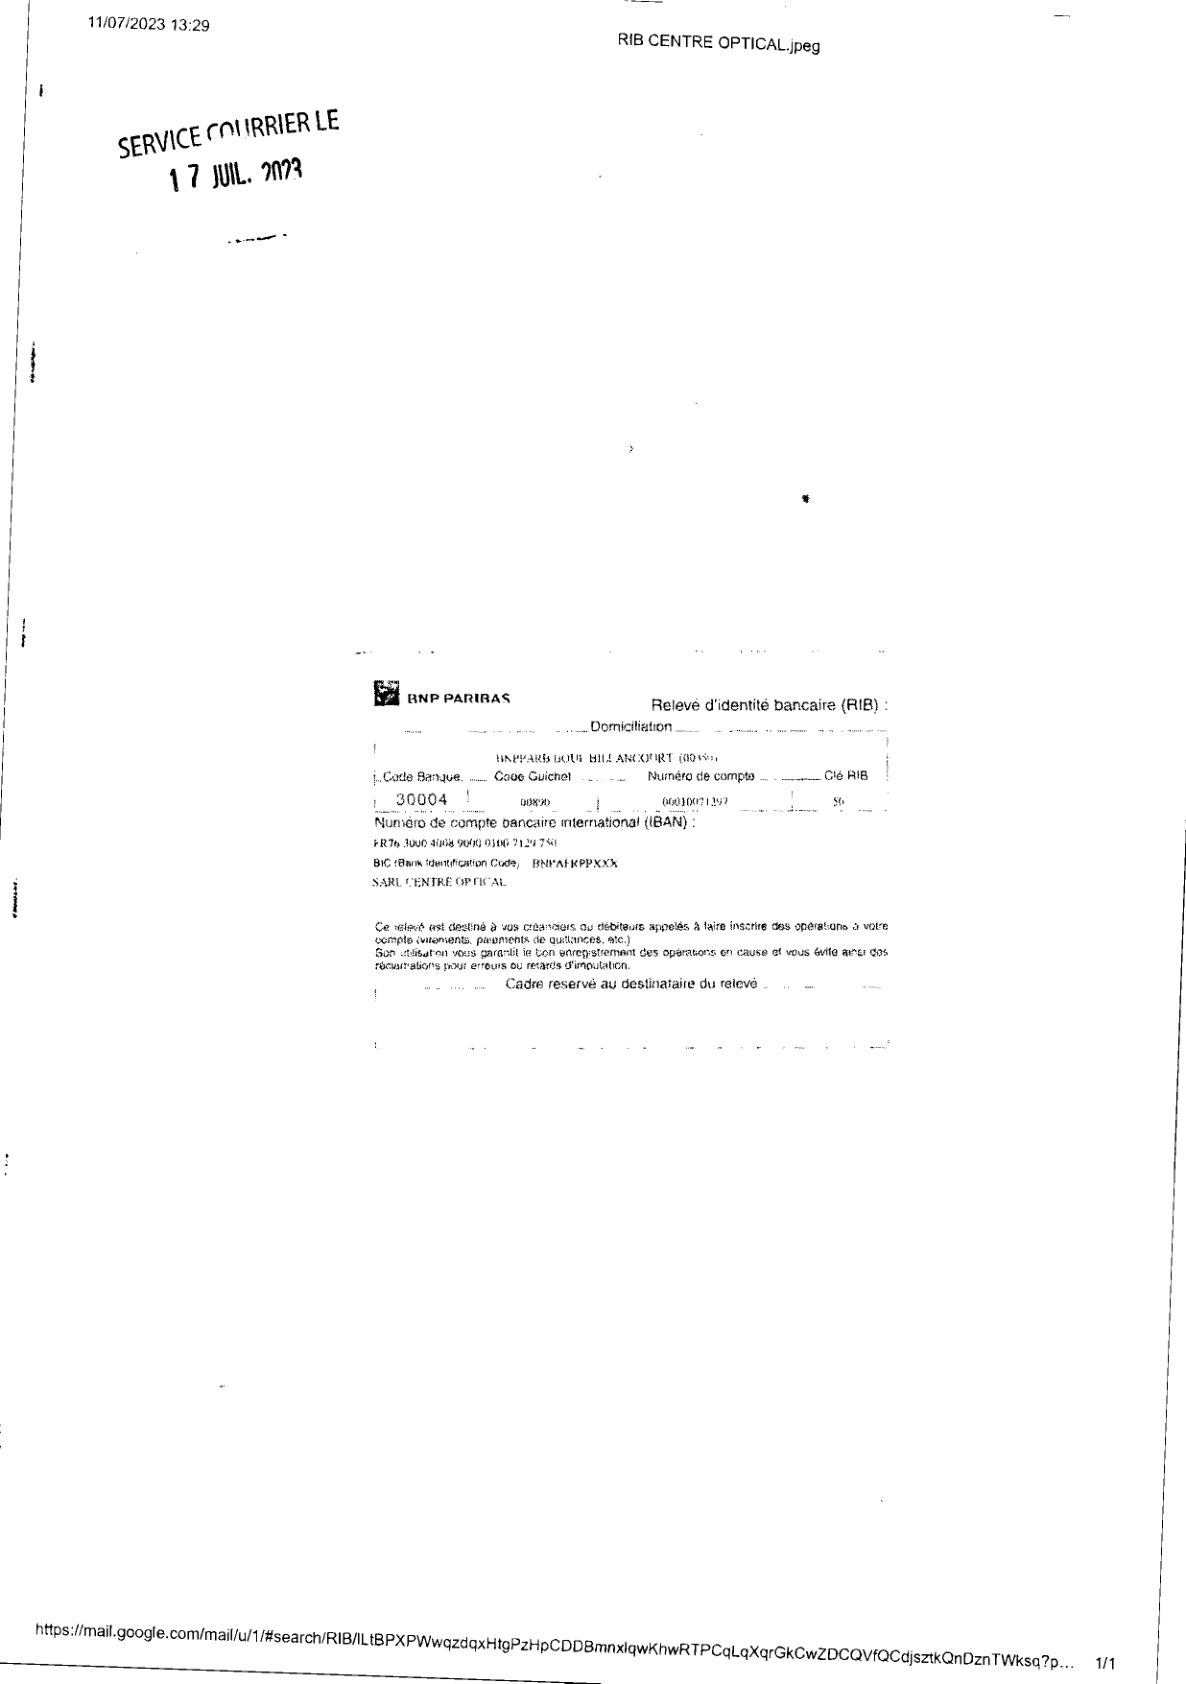 11/07/2023 13:29
RIB CENTRE OPTICAL.jpeg
SERVICE COURRIER LE
17 JUIL. 2023
BNP PARIBAS
Relevé d'identité bancaire (RIB) :
Domiciliation
BNPPARB BOUL BILLANCOURT
Code Banque Code Guichet Numéro de compte Clé RIB
30004 00890 00010071297
Numéro de compte bancaire international (IBAN) :
FR76 3000 4008 9000 0100 7129
BIC (Bank Identification Code) BNPAFRPPXXX
SARL CENTRE OPTICAL
Ce relevé est destiné à vos créanciers ou débiteurs appelés à faire inscrire des opérations à votre
compte (virements, paiements de quittances, etc.)
Son utilisation vous garantit le bon enregistrement des opérations en cause et vous évite ainsi des
réclamations pour erreurs ou retards d'imputation.
Cadre reservé au destinataire du relevé
https://mail.google.com/mail/u/1/#search/RIB/ILtBPXPWwqzdqxHtgPzHpCDDBmnxlqwKhwRTPCqLqXqrGkCwZDCQVfQCdjsztkQnDznTWksq?p... 1/1